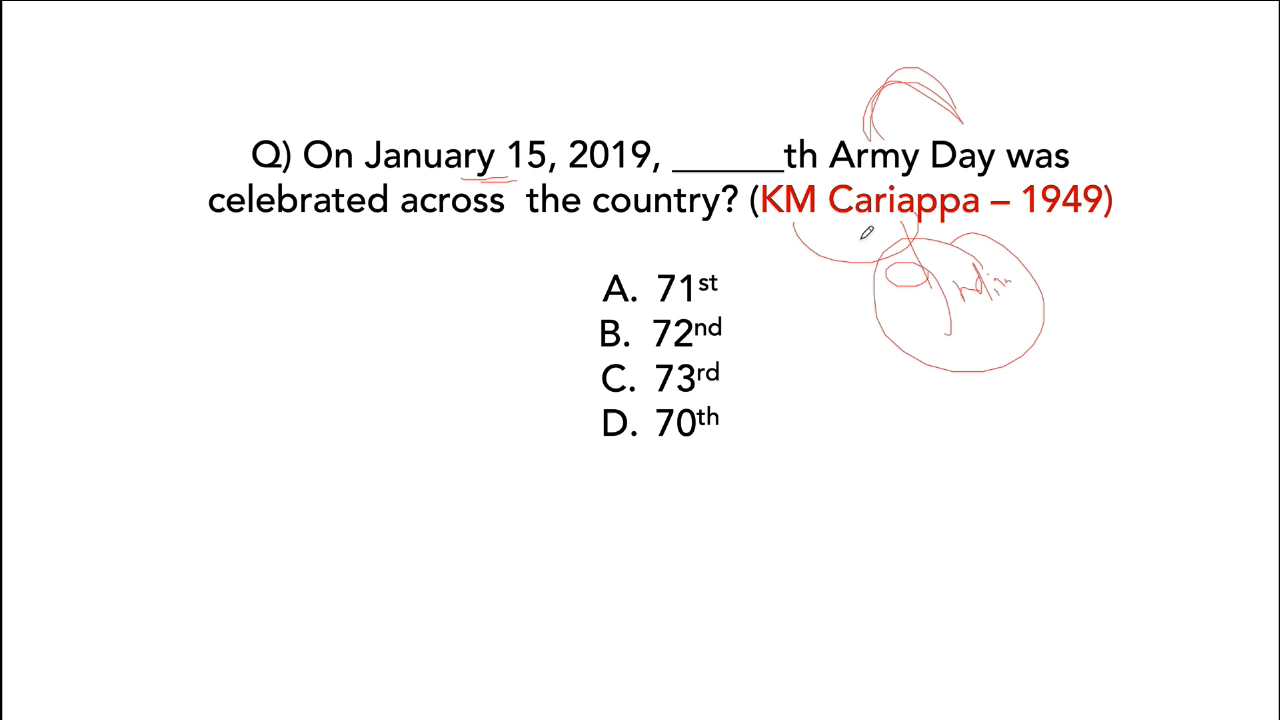 Q) On January 15, 2019, ______th Army Day was
celebrated across the country? (KM Cariappa – 1949)
A. 71st
B. 72nd
C. 73rd
D. 70th